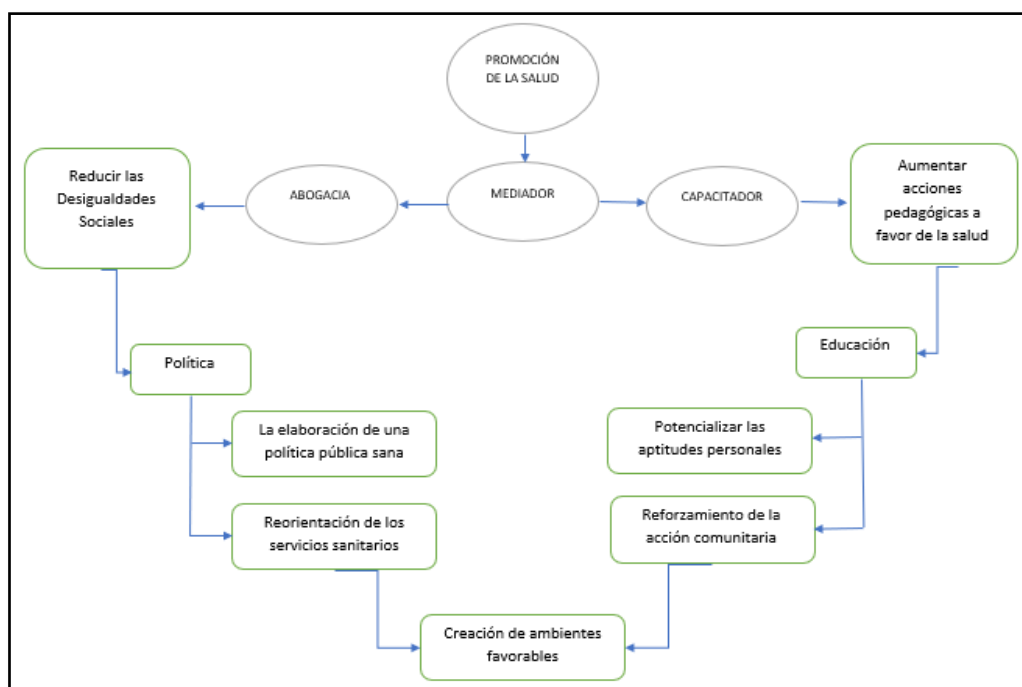 PROMOCIÓN
DE LA SALUD
Reducir las
Desigualdades
Sociales
ABOGACIA
MEDIADOR
CAPACITADOR
Aumentar
acciones
pedagógicas a
favor de la salud
Política
Educación
La elaboración de una
política pública sana
Potencializar las
aptitudes personales
Reorientación de los
servicios sanitarios
Reforzamiento de la
acción comunitaria
Creación de ambientes
favorables